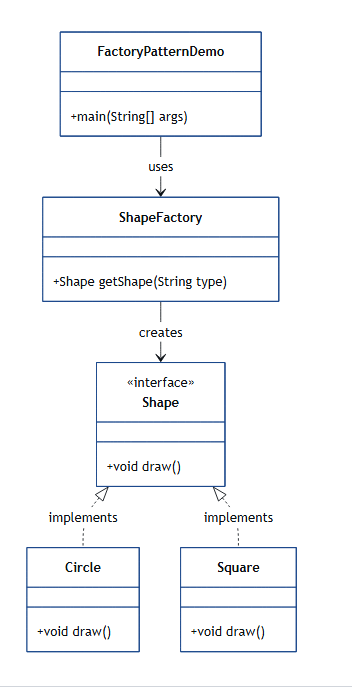 FactoryPatternDemo
+main(String[] args)
uses
ShapeFactory
+Shape getShape(String type)
creates
«interface»
Shape
+void draw()
implements
implements
Circle
Square
+void draw()
+void draw()